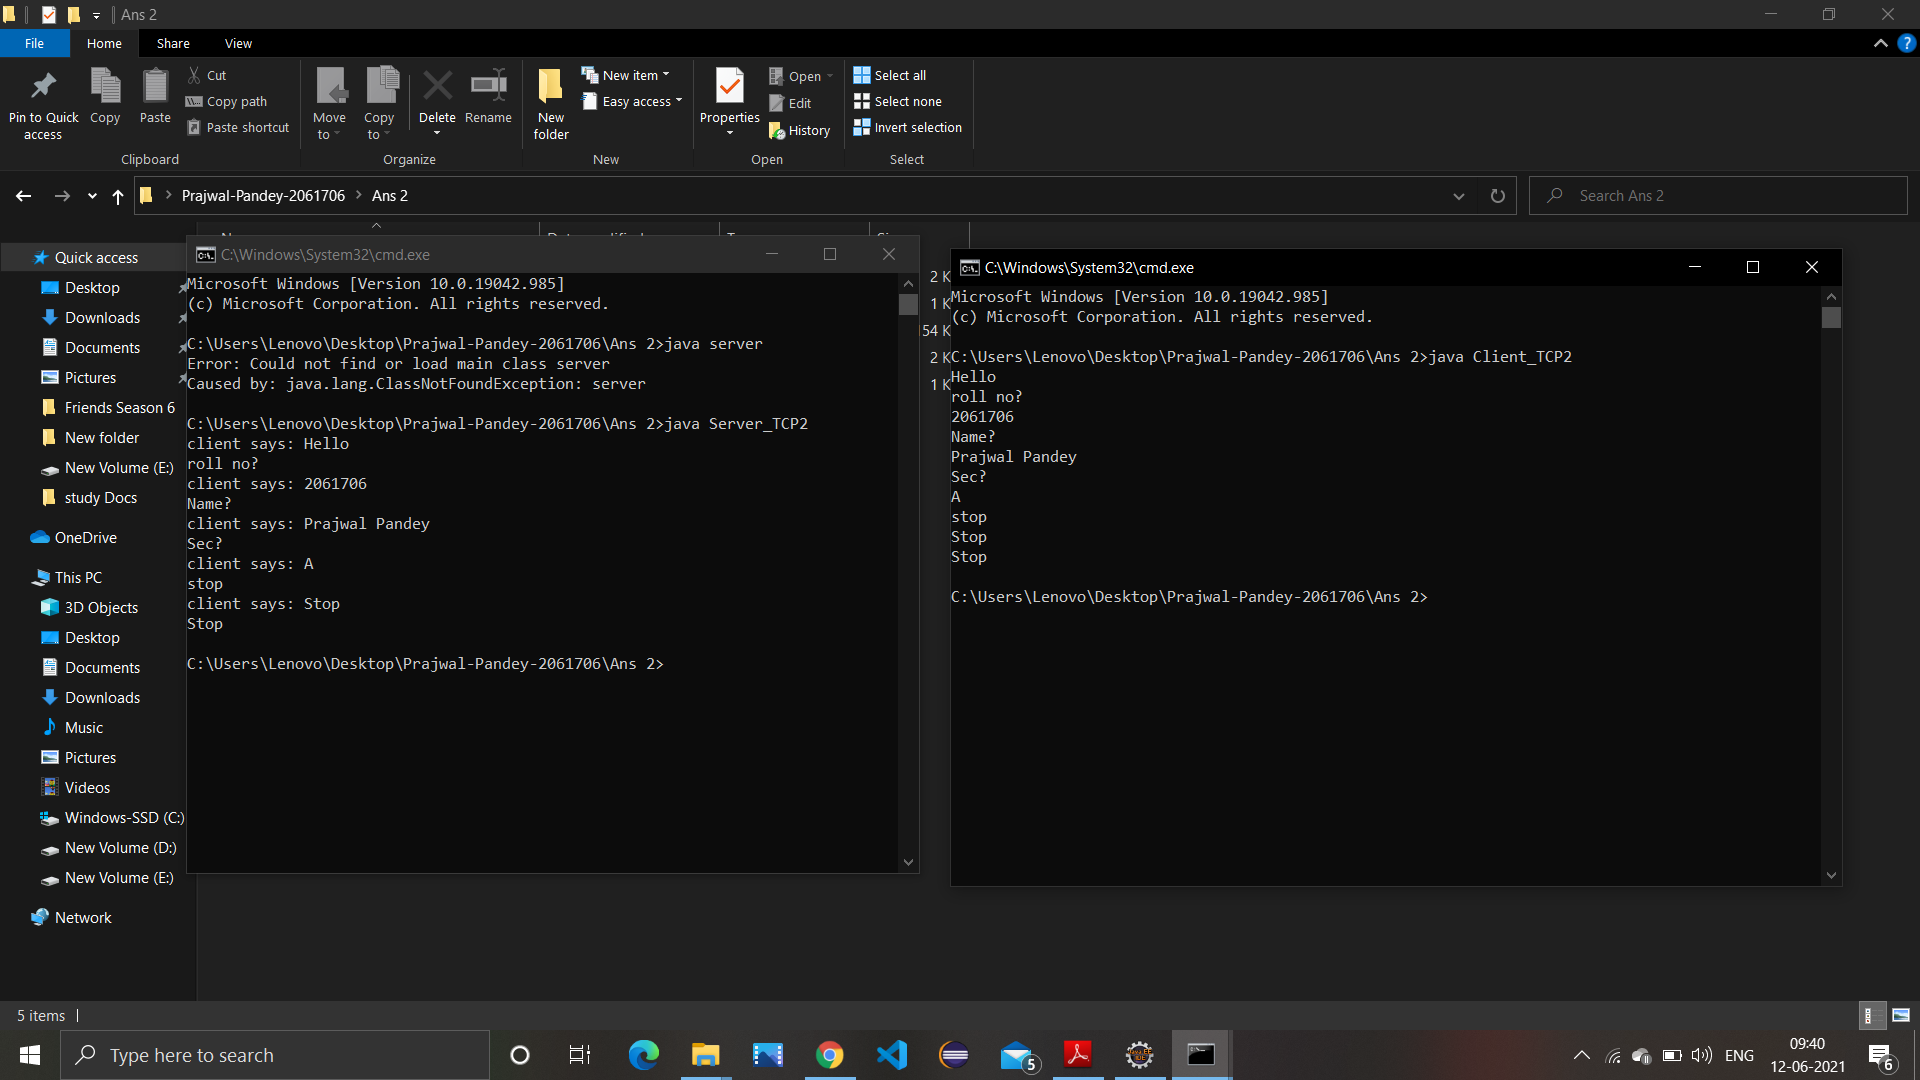 Ans 2
File Home Share View
Pin to Quick access
Copy
Paste
Cut
Copy path
Paste shortcut
Clipboard
Move to
Copy to
Delete
Rename
Organize
New folder
New item
Easy access
New
Properties
Open
Edit
History
Open
Select all
Select none
Invert selection
Select
Prajwal-Pandey-2061706 Ans 2
Search Ans 2
Quick access
Desktop
Downloads
Documents
Pictures
Friends Season 6
New folder
New Volume (E:)
study Docs
OneDrive
This PC
3D Objects
Desktop
Documents
Downloads
Music
Pictures
Videos
Windows-SSD (C:)
New Volume (D:)
New Volume (E:)
Network
C:\Windows\System32\cmd.exe
Microsoft Windows [Version 10.0.19042.985]
(c) Microsoft Corporation. All rights reserved.
C:\Users\Lenovo\Desktop\Prajwal-Pandey-2061706\Ans 2>java server
Error: Could not find or load main class server
Caused by: java.lang.ClassNotFoundException: server
C:\Users\Lenovo\Desktop\Prajwal-Pandey-2061706\Ans 2>java Server_TCP2
client says: Hello
roll no?
client says: 2061706
Name?
client says: Prajwal Pandey
Sec?
client says: A
stop
client says: Stop
Stop
C:\Users\Lenovo\Desktop\Prajwal-Pandey-2061706\Ans 2>
2 K
1 K
54 K
2 K
1 K
C:\Windows\System32\cmd.exe
Microsoft Windows [Version 10.0.19042.985]
(c) Microsoft Corporation. All rights reserved.
C:\Users\Lenovo\Desktop\Prajwal-Pandey-2061706\Ans 2>java Client_TCP2
Hello
roll no?
2061706
Name?
Prajwal Pandey
Sec?
A
stop
Stop
Stop
C:\Users\Lenovo\Desktop\Prajwal-Pandey-2061706\Ans 2>
5 items
Type here to search
5
ENG
09:40
12-06-2021
6